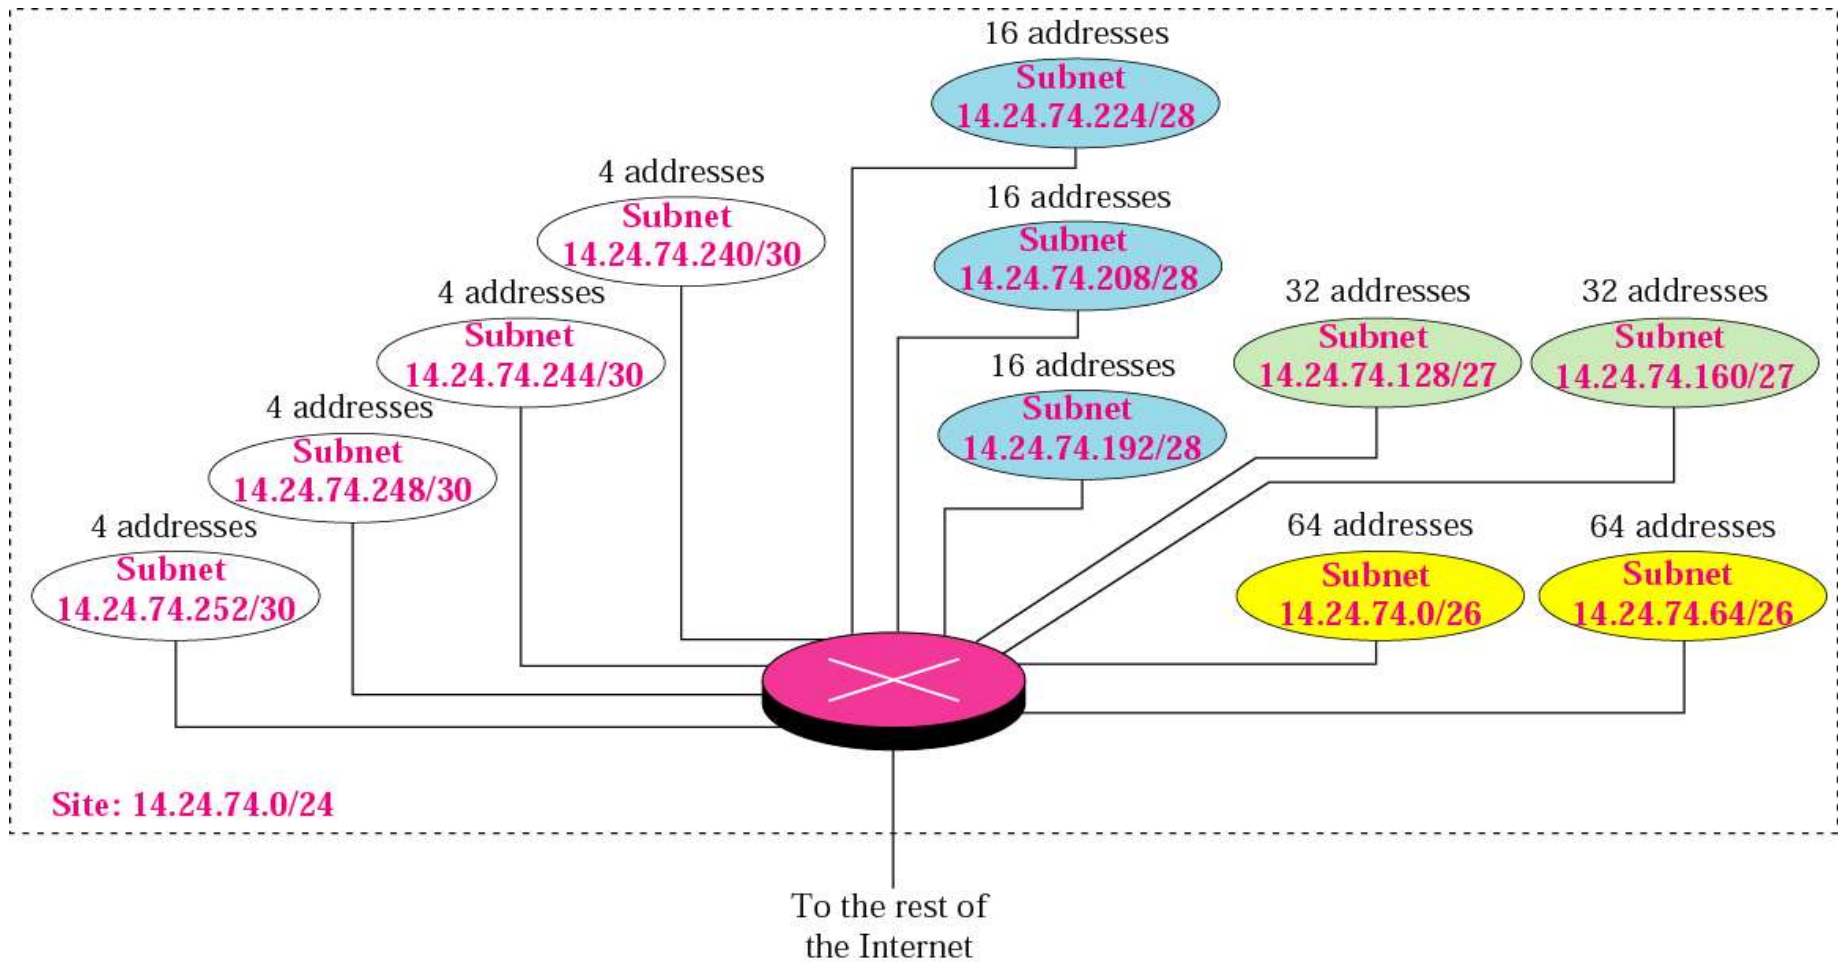 16 addresses
Subnet
14.24.74.224/28
4 addresses
Subnet
14.24.74.240/30
16 addresses
Subnet
14.24.74.208/28
4 addresses
Subnet
14.24.74.244/30
32 addresses
Subnet
14.24.74.128/27
32 addresses
Subnet
14.24.74.160/27
16 addresses
Subnet
14.24.74.192/28
4 addresses
Subnet
14.24.74.248/30
4 addresses
Subnet
14.24.74.252/30
64 addresses
Subnet
14.24.74.0/26
64 addresses
Subnet
14.24.74.64/26
Site: 14.24.74.0/24
To the rest of
the Internet